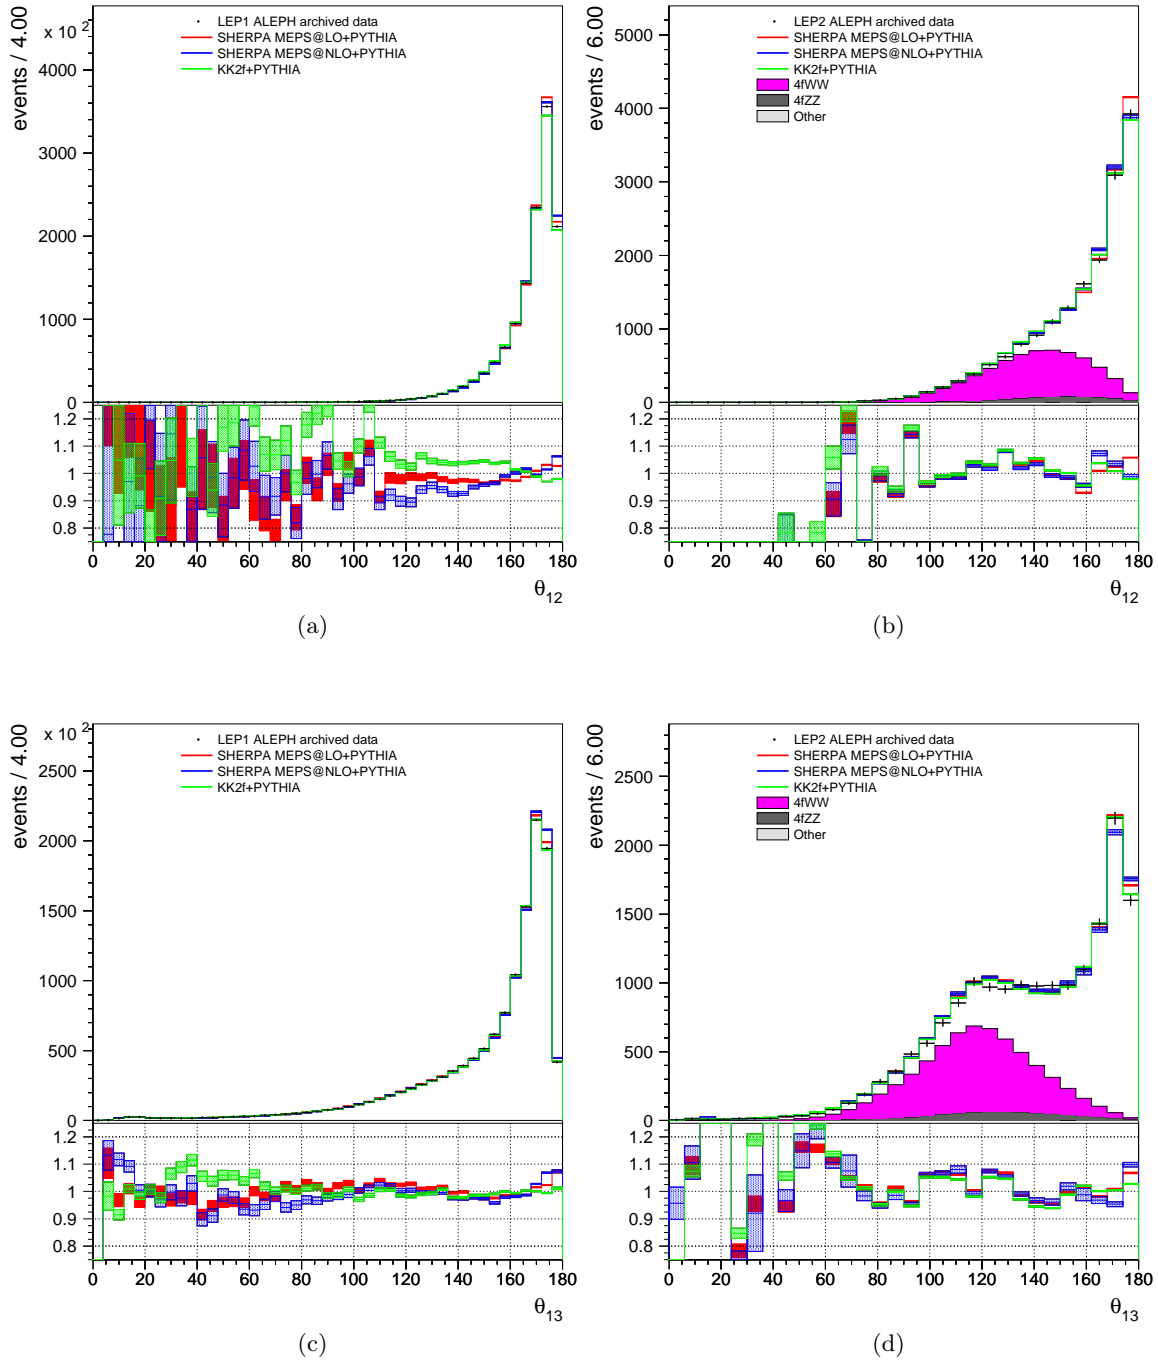 x 10²
events / 4.00
LEP1 ALEPH archived data
SHERPA MEPS@LO+PYTHIA
SHERPA MEPS@NLO+PYTHIA
KK2f+PYTHIA
4000
3000
2000
1000
0
1.2
1.1
1
0.9
0.8
0 20 40 60 80 100 120 140 160 180
θ12
(a)
events / 6.00
LEP2 ALEPH archived data
SHERPA MEPS@LO+PYTHIA
SHERPA MEPS@NLO+PYTHIA
KK2f+PYTHIA
4fWW
4fZZ
Other
5000
4000
3000
2000
1000
0
1.2
1.1
1
0.9
0.8
0 20 40 60 80 100 120 140 160 180
θ12
(b)
x 10²
events / 4.00
LEP1 ALEPH archived data
SHERPA MEPS@LO+PYTHIA
SHERPA MEPS@NLO+PYTHIA
KK2f+PYTHIA
2500
2000
1500
1000
500
0
1.2
1.1
1
0.9
0.8
0 20 40 60 80 100 120 140 160 180
θ13
(c)
events / 6.00
LEP2 ALEPH archived data
SHERPA MEPS@LO+PYTHIA
SHERPA MEPS@NLO+PYTHIA
KK2f+PYTHIA
4fWW
4fZZ
Other
2500
2000
1500
1000
500
0
1.2
1.1
1
0.9
0.8
0 20 40 60 80 100 120 140 160 180
θ13
(d)